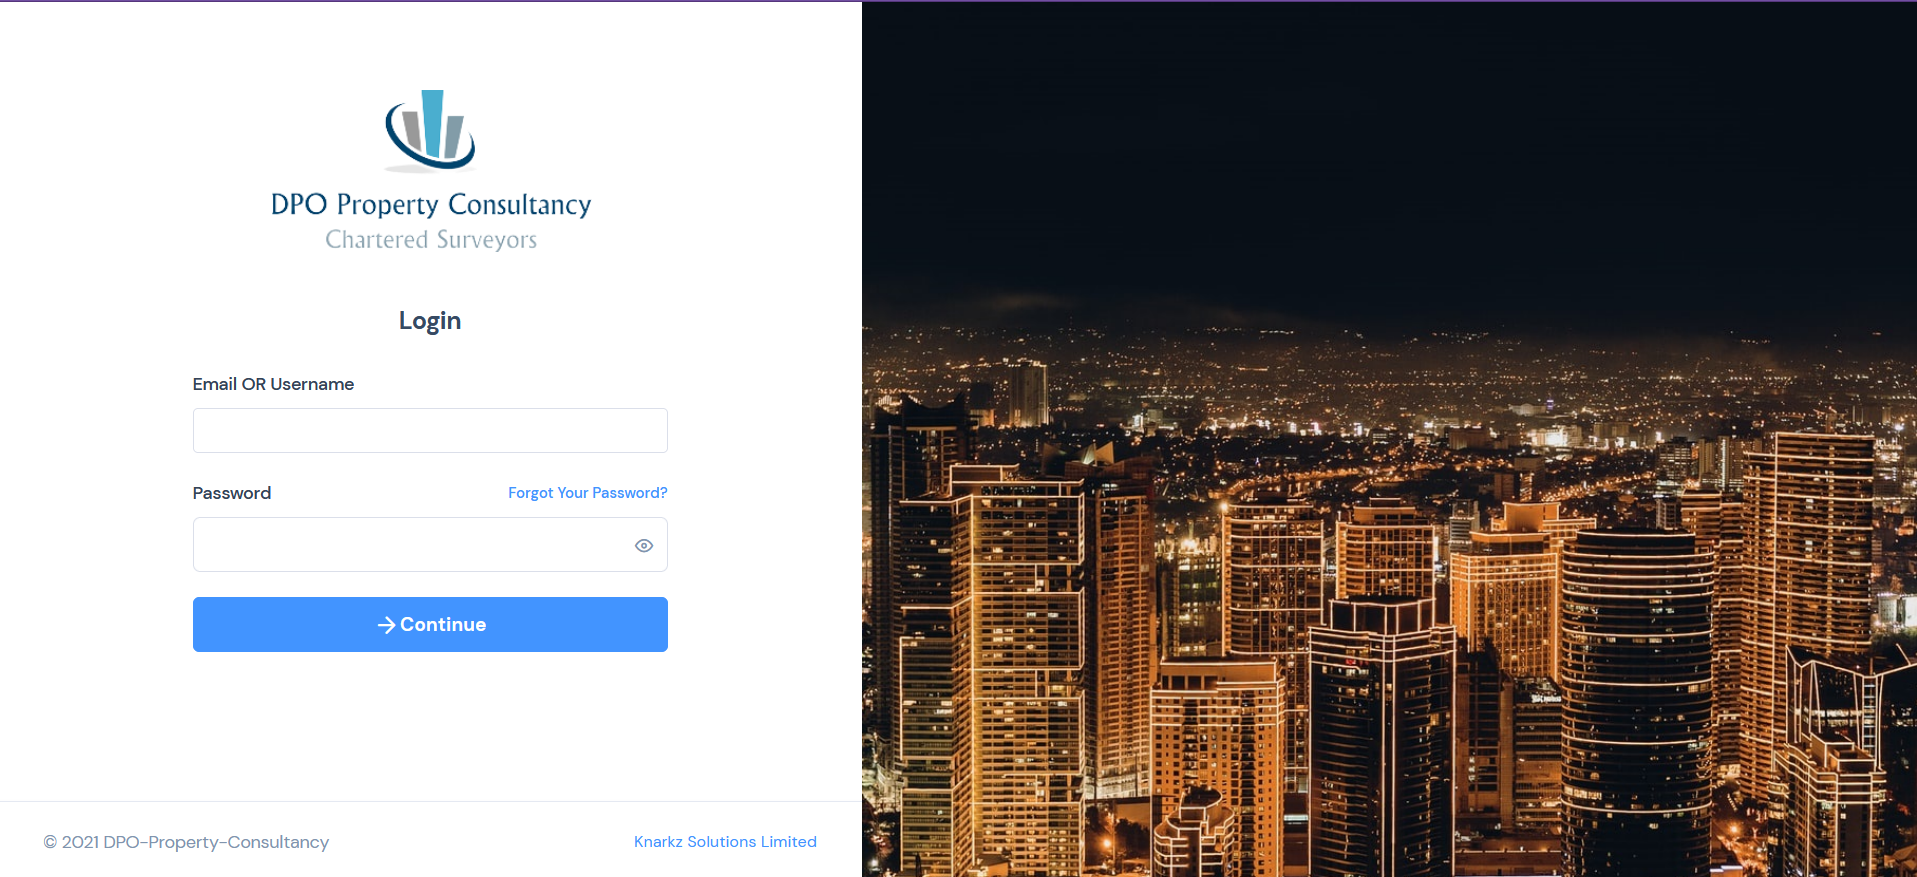 DPO Property Consultancy
Chartered Surveyors
Login
Email OR Username
Password
Forgot Your Password?
Continue
© 2021 DPO-Property-Consultancy
Knarkz Solutions Limited